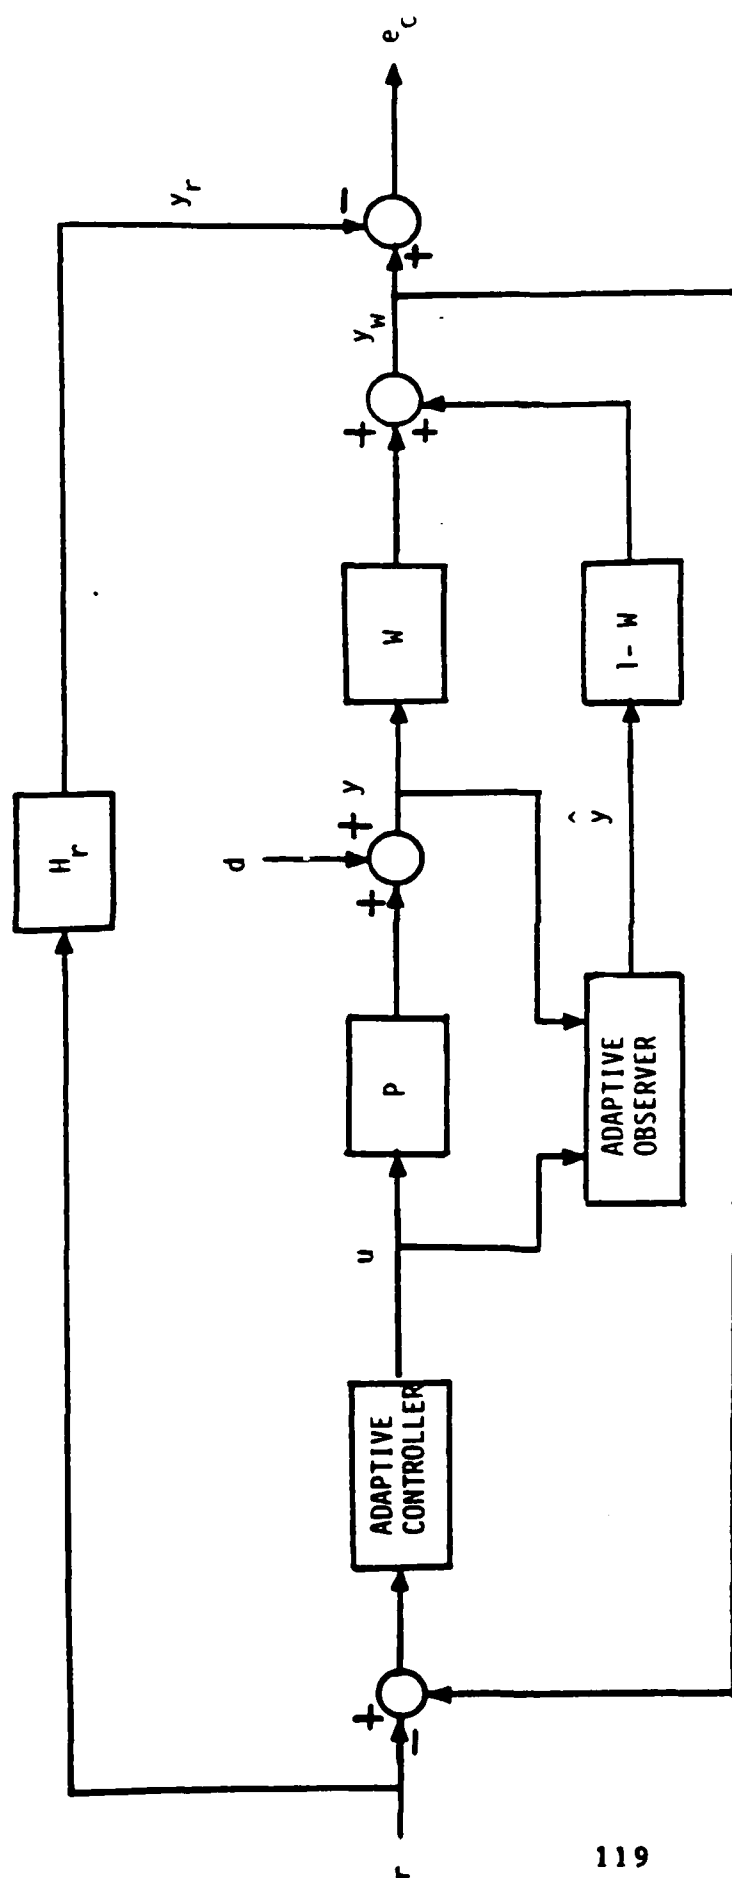 H_r
y_r
r
+
-
ADAPTIVE
CONTROLLER
u
P
+
d
+
y
W
+
+
y_w
+
-
e_c
ADAPTIVE
OBSERVER
ŷ
1- W
119